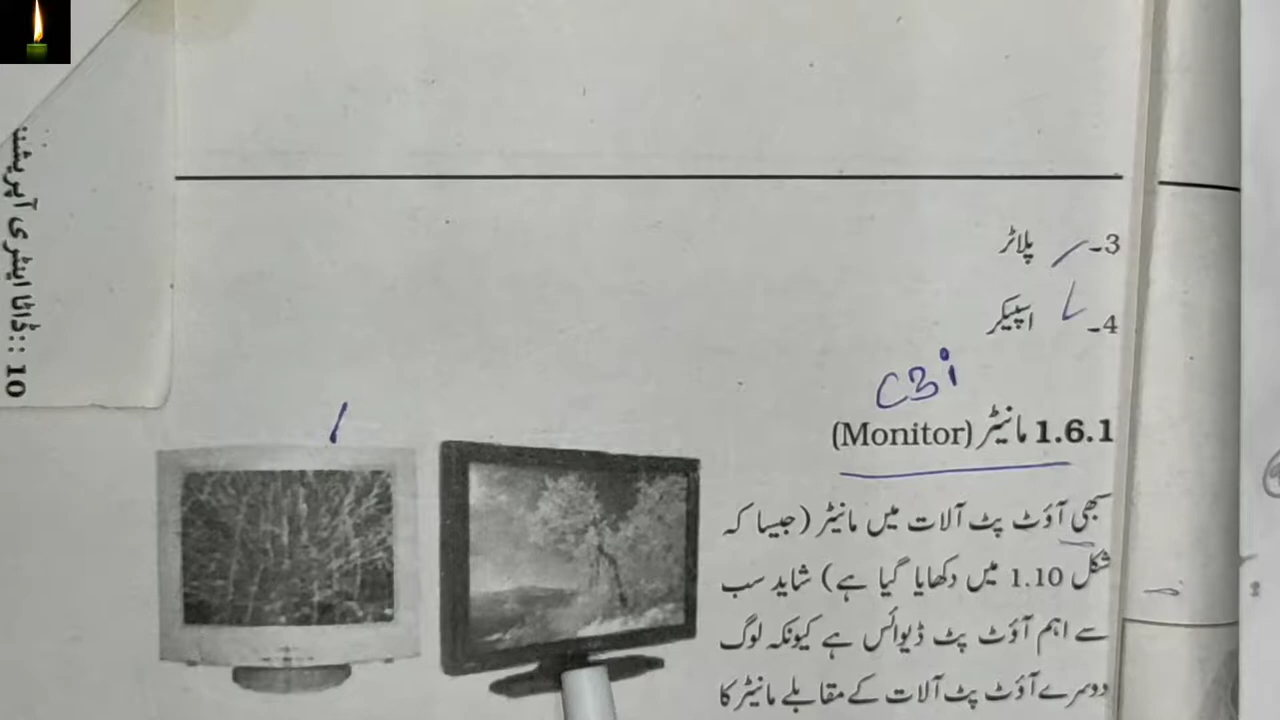 3۔ پلاٹر
4۔ اسپیکر
C3i
1.6.1 مانیٹر (Monitor)
سبھی آؤٹ پٹ آلات میں مانیٹر (جیسا کہ
شکل 1.10 میں دکھایا گیا ہے) شاید سب
سے اہم آؤٹ پٹ ڈیوائس ہے کیونکہ لوگ
دوسرے آؤٹ پٹ آلات کے مقابلے مانیٹر کا
10 :: ڈاٹا اینٹری آپریشنز